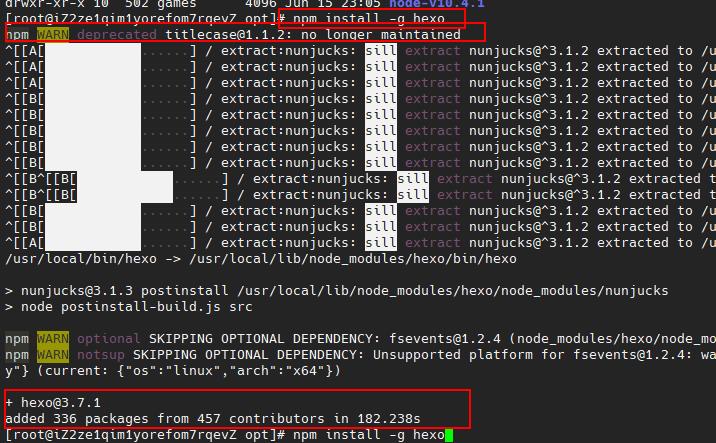 drwxr-xr-x 10 502 games 4096 Jun 15 23:05 node-v10.4.1
[root@iZ2ze1qim1yorefom7rqevZ opt]# npm install -g hexo
npm WARN deprecated titlecase@1.1.2: no longer maintained
^[[A[ ......] / extract:nunjucks: sill extract nunjucks@^3.1.2 extracted to /u
^[[A[ ......] / extract:nunjucks: sill extract nunjucks@^3.1.2 extracted to /u
^[[A[ ......] / extract:nunjucks: sill extract nunjucks@^3.1.2 extracted to /u
^[[B[ ......] / extract:nunjucks: sill extract nunjucks@^3.1.2 extracted to /u
^[[B[ ......] / extract:nunjucks: sill extract nunjucks@^3.1.2 extracted to /u
^[[B[ ......] / extract:nunjucks: sill extract nunjucks@^3.1.2 extracted to /u
^[[B[ ......] / extract:nunjucks: sill extract nunjucks@^3.1.2 extracted to /u
^[[B[ ......] / extract:nunjucks: sill extract nunjucks@^3.1.2 extracted to /u
^[[B^[[B[ ......] / extract:nunjucks: sill extract nunjucks@^3.1.2 extracted t
^[[B^[[B[ ......] / extract:nunjucks: sill extract nunjucks@^3.1.2 extracted t
^[[B[ ......] / extract:nunjucks: sill extract nunjucks@^3.1.2 extracted to /u
^[[B[ ......] / extract:nunjucks: sill extract nunjucks@^3.1.2 extracted to /u
^[[A[ ......] / extract:nunjucks: sill extract nunjucks@^3.1.2 extracted to /u
/usr/local/bin/hexo -> /usr/local/lib/node_modules/hexo/bin/hexo
> nunjucks@3.1.3 postinstall /usr/local/lib/node_modules/hexo/node_modules/nunjucks
> node postinstall-build.js src
npm WARN optional SKIPPING OPTIONAL DEPENDENCY: fsevents@1.2.4 (node_modules/hexo/node_mo
npm WARN notsup SKIPPING OPTIONAL DEPENDENCY: Unsupported platform for fsevents@1.2.4: wa
y"} (current: {"os":"linux","arch":"x64"})
+ hexo@3.7.1
added 336 packages from 457 contributors in 182.238s
[root@iZ2ze1qim1yorefom7rqevZ opt]# npm install -g hexo